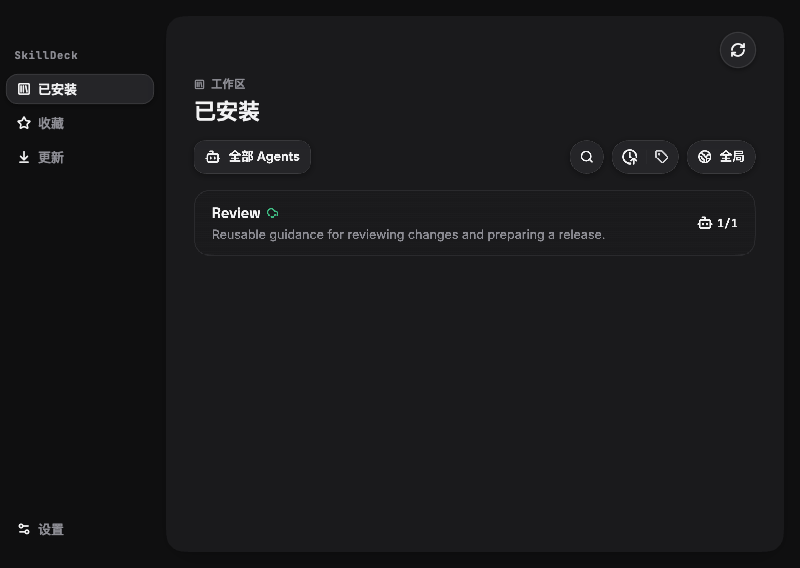 SkillDeck
已安装
收藏
更新
设置
工作区
已安装
全部 Agents
全局
Review
Reusable guidance for reviewing changes and preparing a release.
1/1